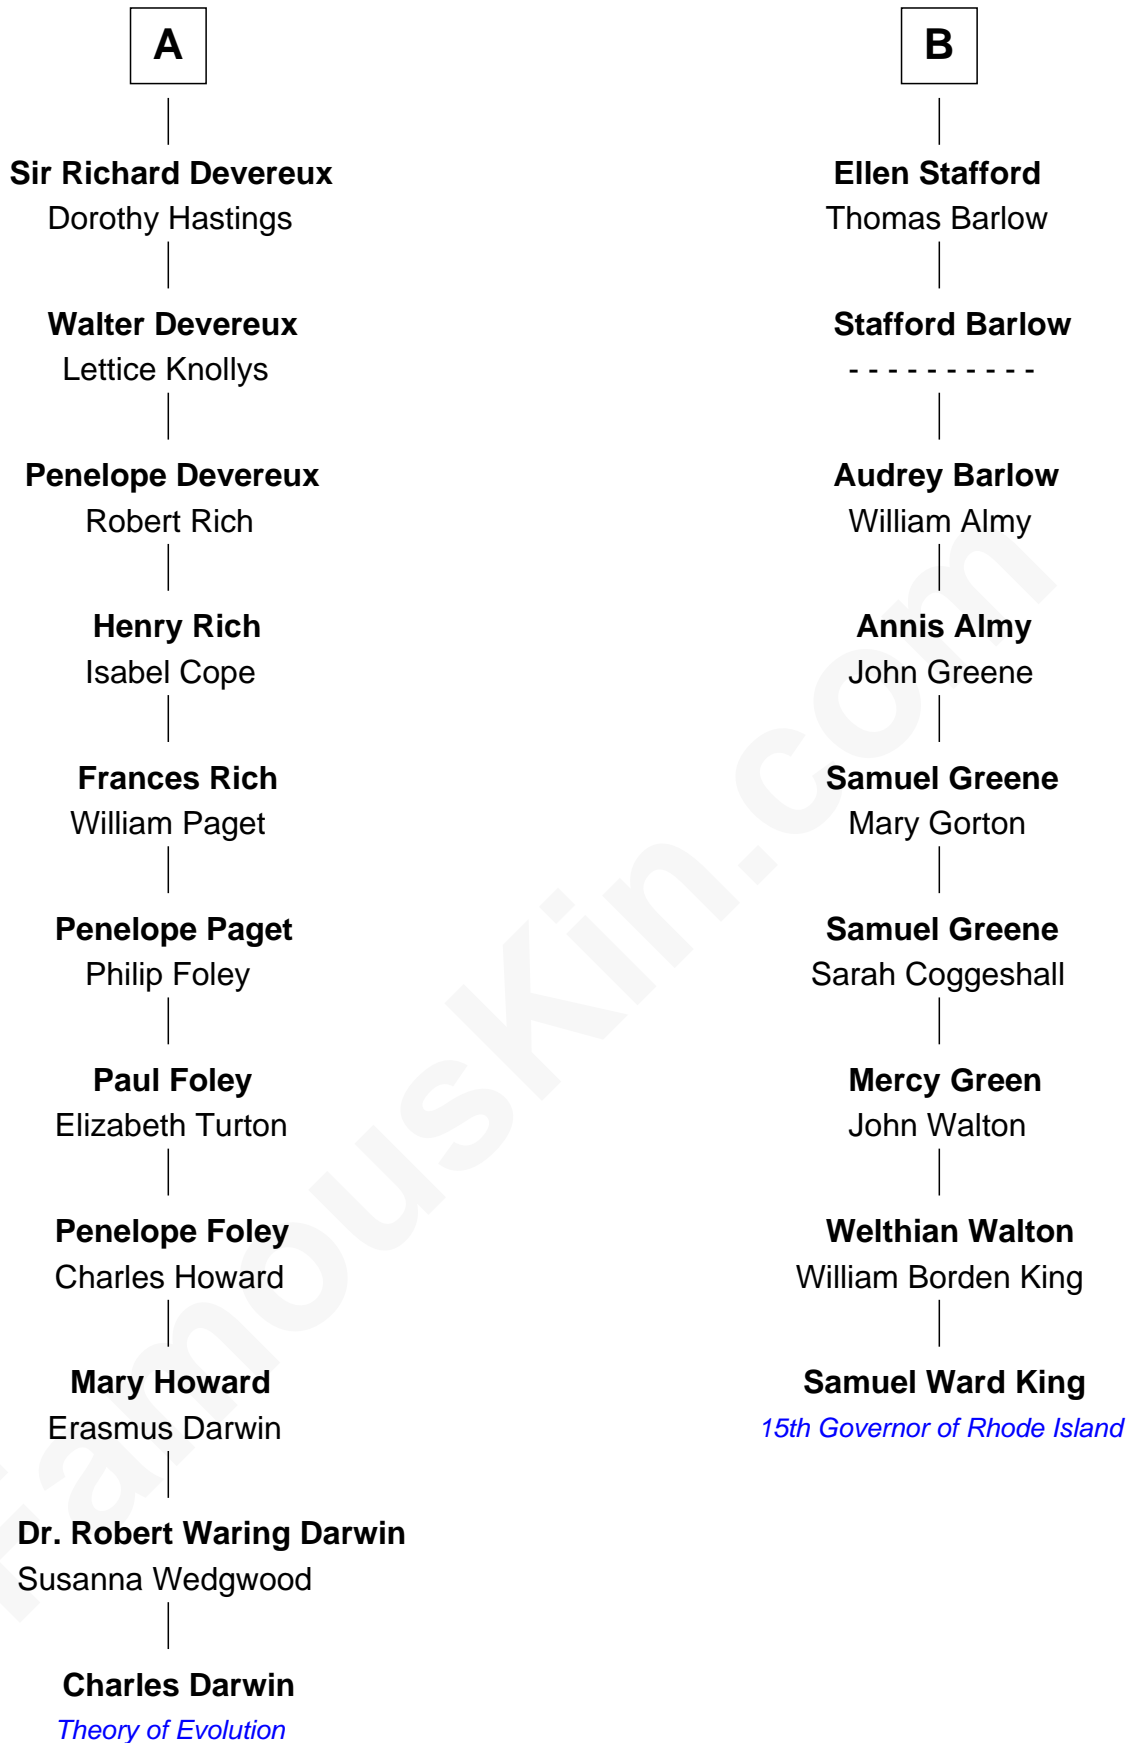 A
Sir Richard Devereux
Dorothy Hastings
Walter Devereux
Lettice Knollys
Penelope Devereux
Robert Rich
Henry Rich
Isabel Cope
Frances Rich
William Paget
Penelope Paget
Philip Foley
Paul Foley
Elizabeth Turton
Penelope Foley
Charles Howard
Mary Howard
Erasmus Darwin
Dr. Robert Waring Darwin
Susanna Wedgwood
Charles Darwin
Theory of Evolution
B
Ellen Stafford
Thomas Barlow
Stafford Barlow
- - - - - - - - - -
Audrey Barlow
William Almy
Annis Almy
John Greene
Samuel Greene
Mary Gorton
Samuel Greene
Sarah Coggeshall
Mercy Green
John Walton
Welthian Walton
William Borden King
Samuel Ward King
15th Governor of Rhode Island
FamousKin.com